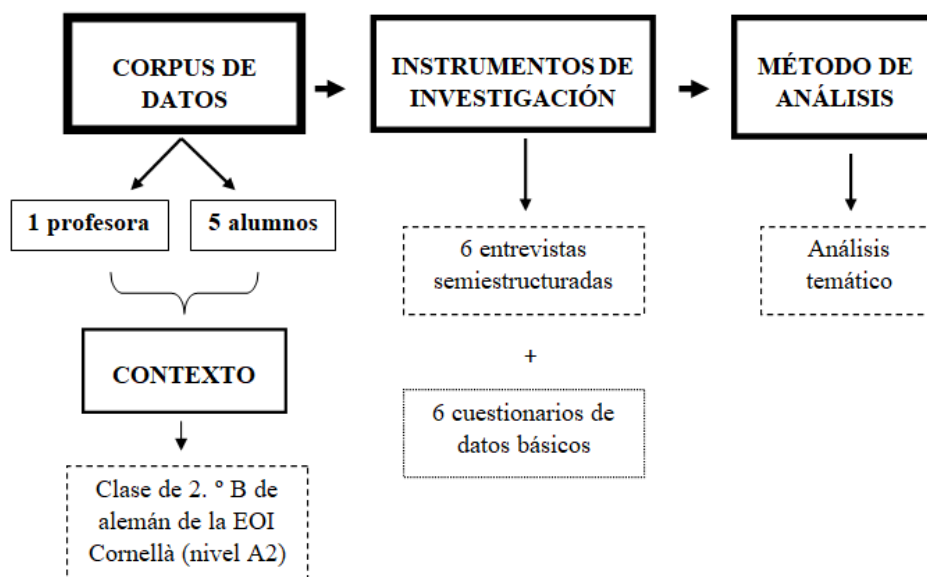 CORPUS DE
DATOS
INSTRUMENTOS DE
INVESTIGACIÓN
MÉTODO DE
ANÁLISIS
1 profesora
5 alumnos
6 entrevistas
semiestructuradas
Análisis
temático
+
CONTEXTO
6 cuestionarios de
datos básicos
Clase de 2. º B de
alemán de la EOI
Cornellà (nivel A2)